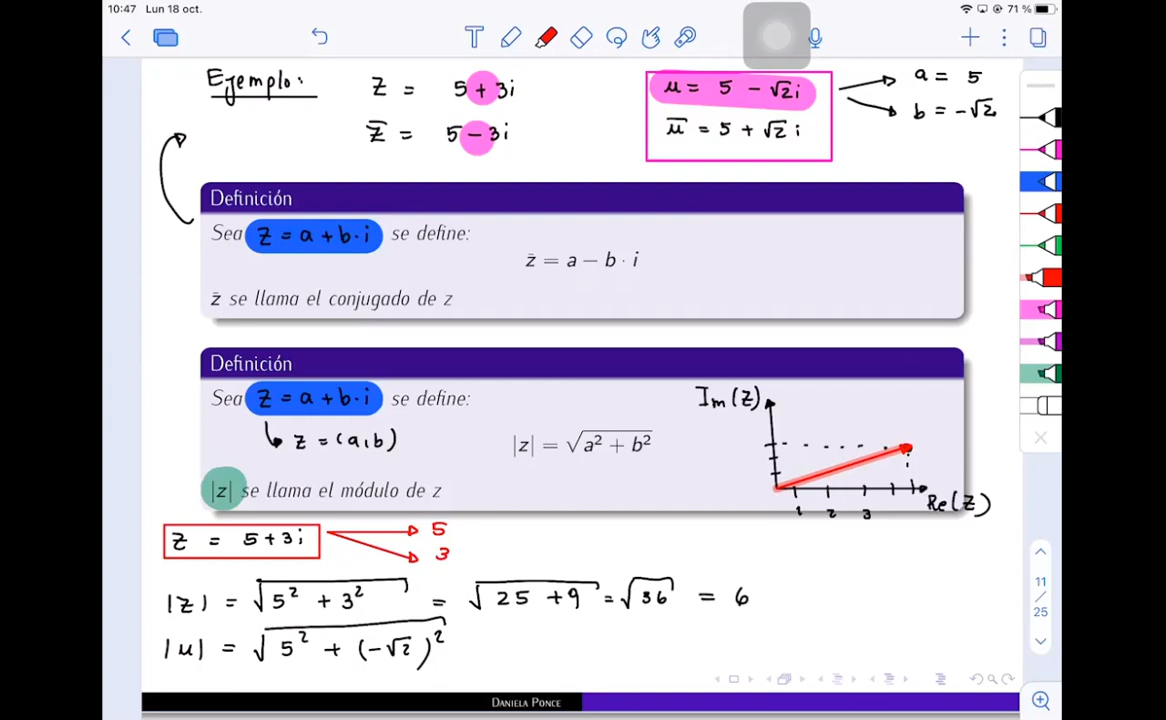 10:47 Lun 18 oct. 71 %
Ejemplo:
z = 5 + 3i
z̄ = 5 - 3i
u = 5 - √2i
ū = 5 + √2 i
a = 5
b = -√2
Definición
Sea z = a + b · i se define:
z̄ = a − b · i
z̄ se llama el conjugado de z
Definición
Sea z = a + b · i se define:
z = (a, b)
|z| = √a² + b²
|z| se llama el módulo de z
Im(z)
1 2 3
Re(z)
z = 5 + 3i
5
3
|z| = √5² + 3² = √25 + 9 = √36 = 6
|u| = √5² + (-√2)²
DANIELA PONCE
11
/
25